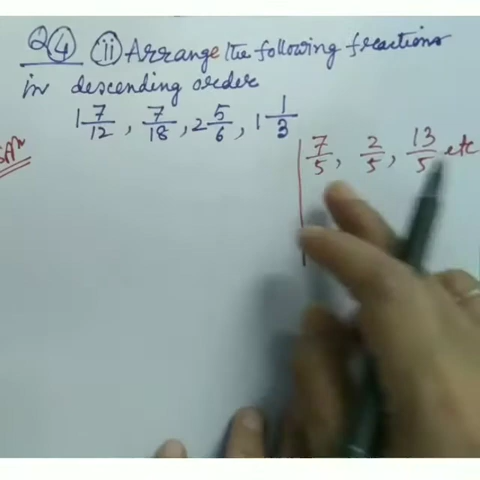 Q④ (ii) Arrange the following fractions
in descending order
1 7/12, 7/18, 2 5/6, 1 1/3
7/5, 2/5, 13/5 etc